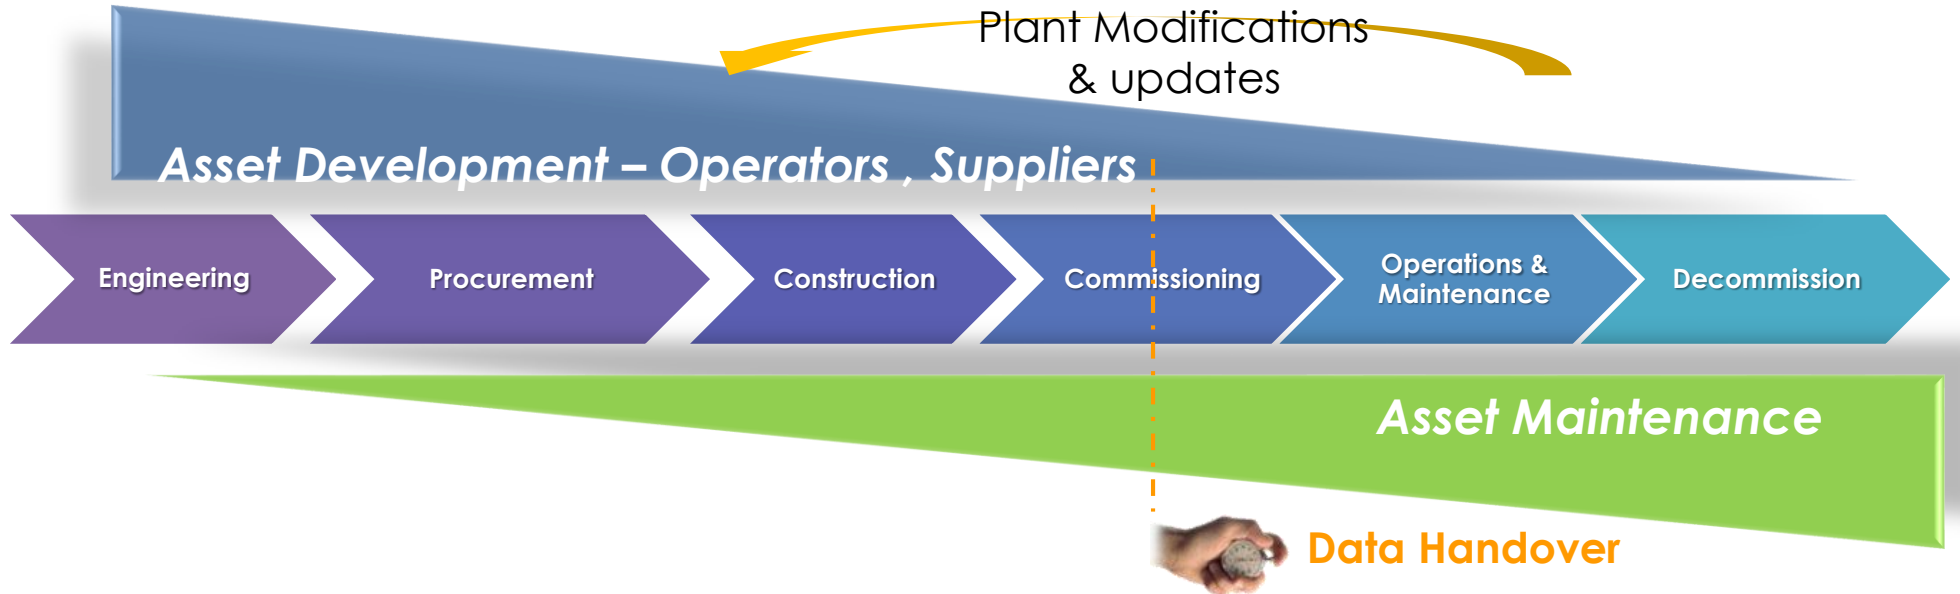 Plant Modifications
& updates
Asset Development – Operators , Suppliers
Engineering
Procurement
Construction
Commissioning
Operations &
Maintenance
Decommission
Asset Maintenance
Data Handover